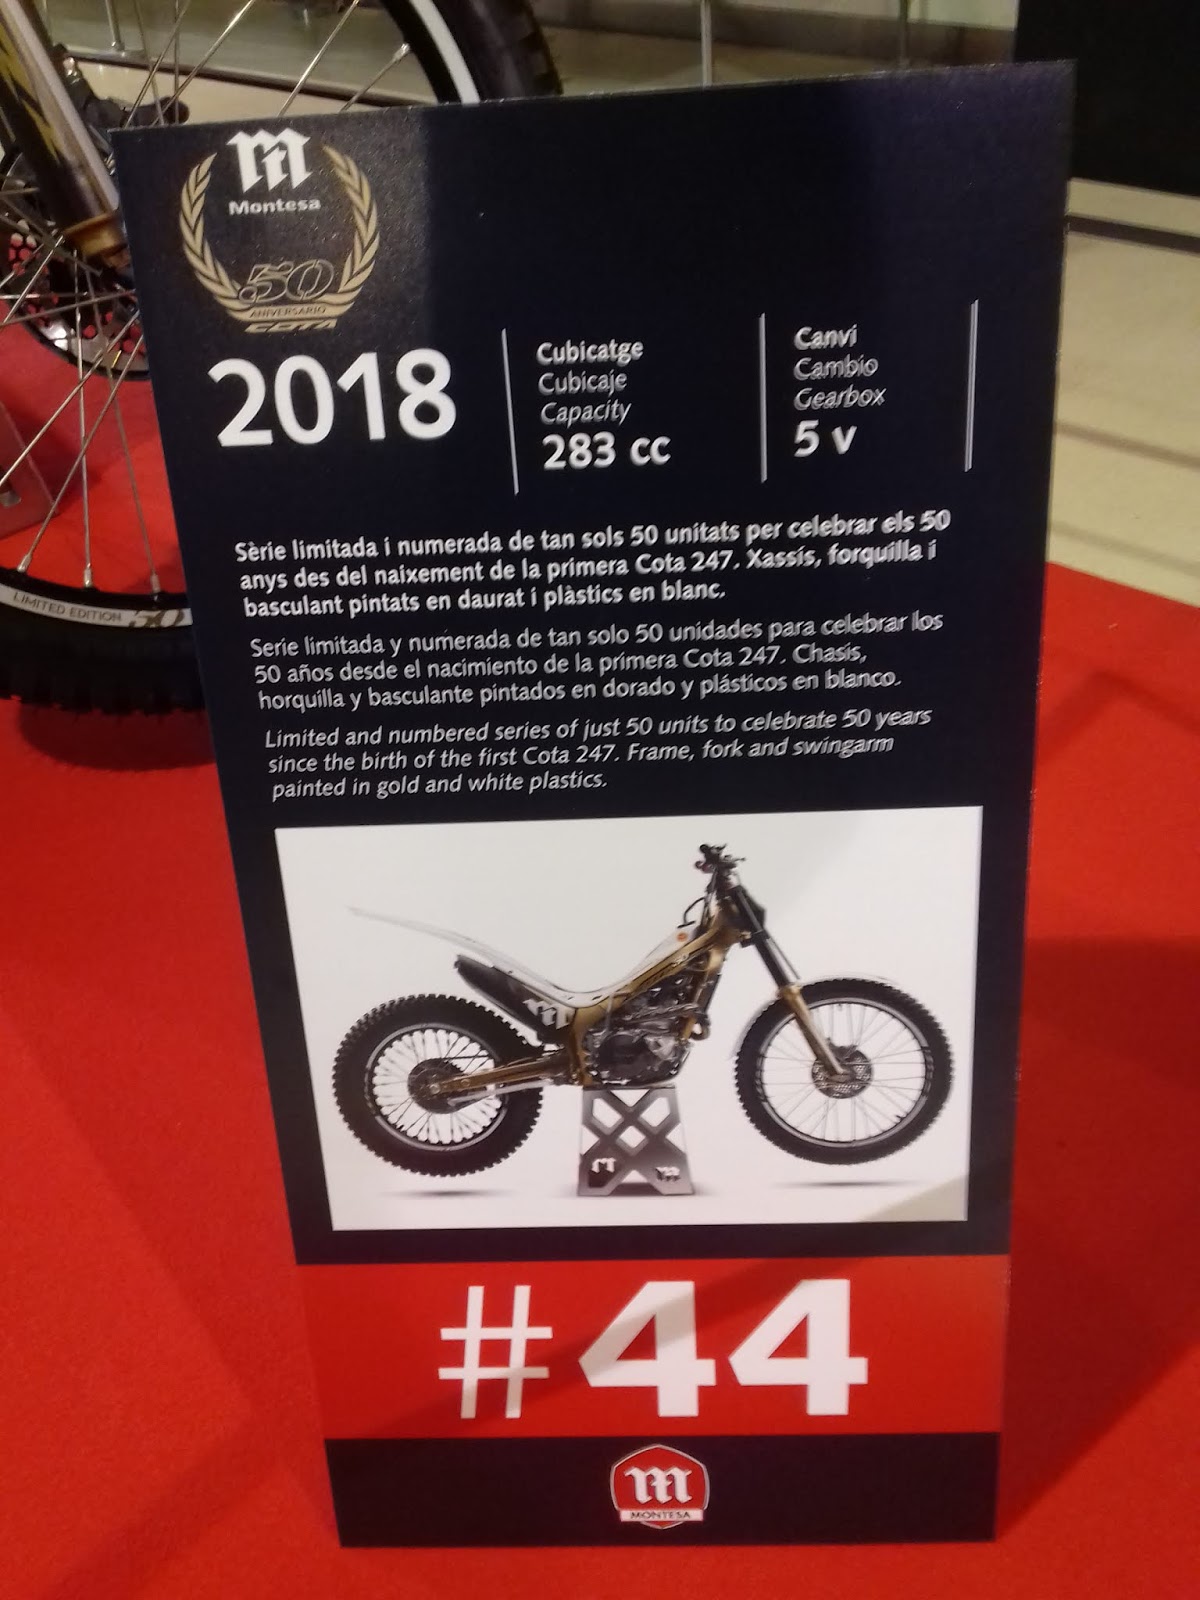 m
Montesa
50
ANIVERSARIO
COTA
2018
Cubicatge
Cubicaje
Capacity
283 cc
Canvi
Cambio
Gearbox
5 v
Sèrie limitada i numerada de tan sols 50 unitats per celebrar els 50
anys des del naixement de la primera Cota 247. Xassís, forquilla i
basculant pintats en daurat i plàstics en blanc.
Serie limitada y numerada de tan solo 50 unidades para celebrar los
50 años desde el nacimiento de la primera Cota 247. Chasis,
horquilla y basculante pintados en dorado y plásticos en blanco.
Limited and numbered series of just 50 units to celebrate 50 years
since the birth of the first Cota 247. Frame, fork and swingarm
painted in gold and white plastics.
m
m
m
#44
m
MONTESA
LIMITED EDITION 50